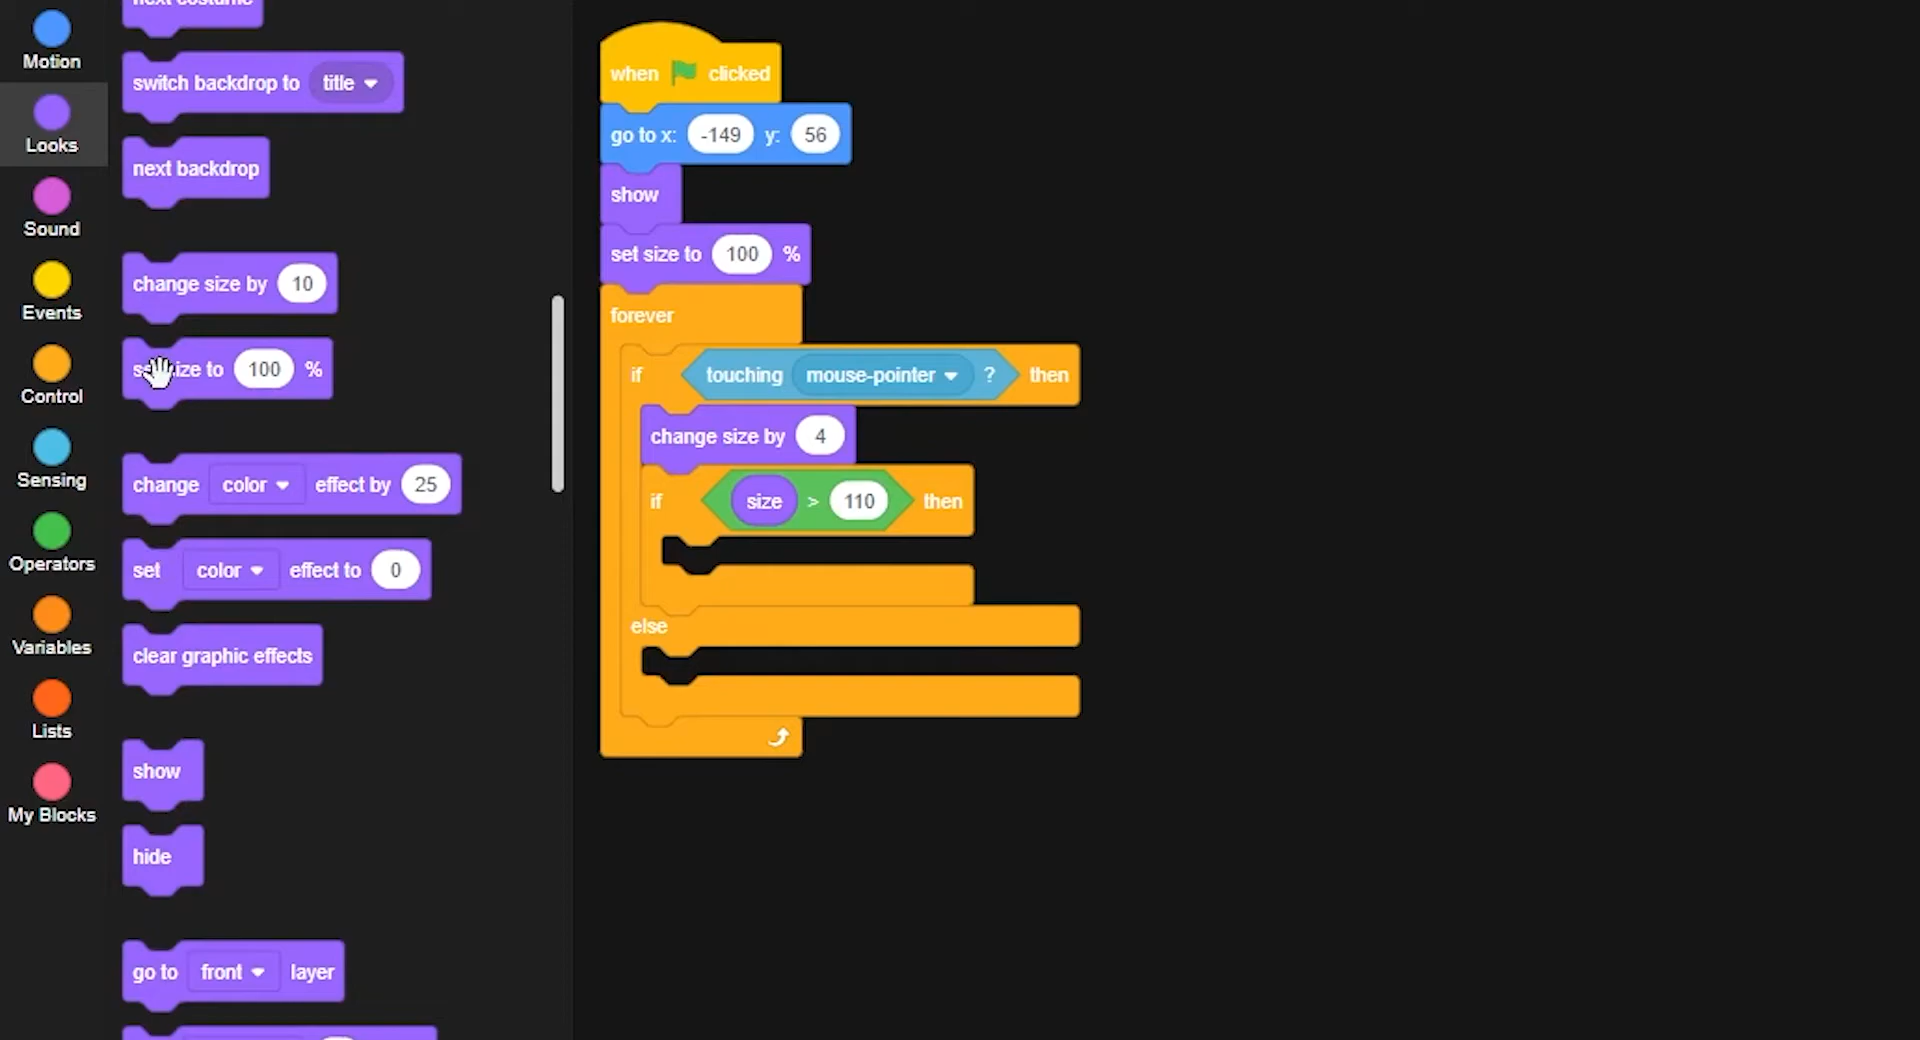 Motion
Looks
Sound
Events
Control
Sensing
Operators
Variables
Lists
My Blocks
next costume
switch backdrop to title
next backdrop
change size by 10
size to 100 %
change color effect by 25
set color effect to 0
clear graphic effects
show
hide
go to front layer
when clicked
go to x: -149 y: 56
show
set size to 100 %
forever
if touching mouse-pointer ? then
change size by 4
if size > 110 then
else